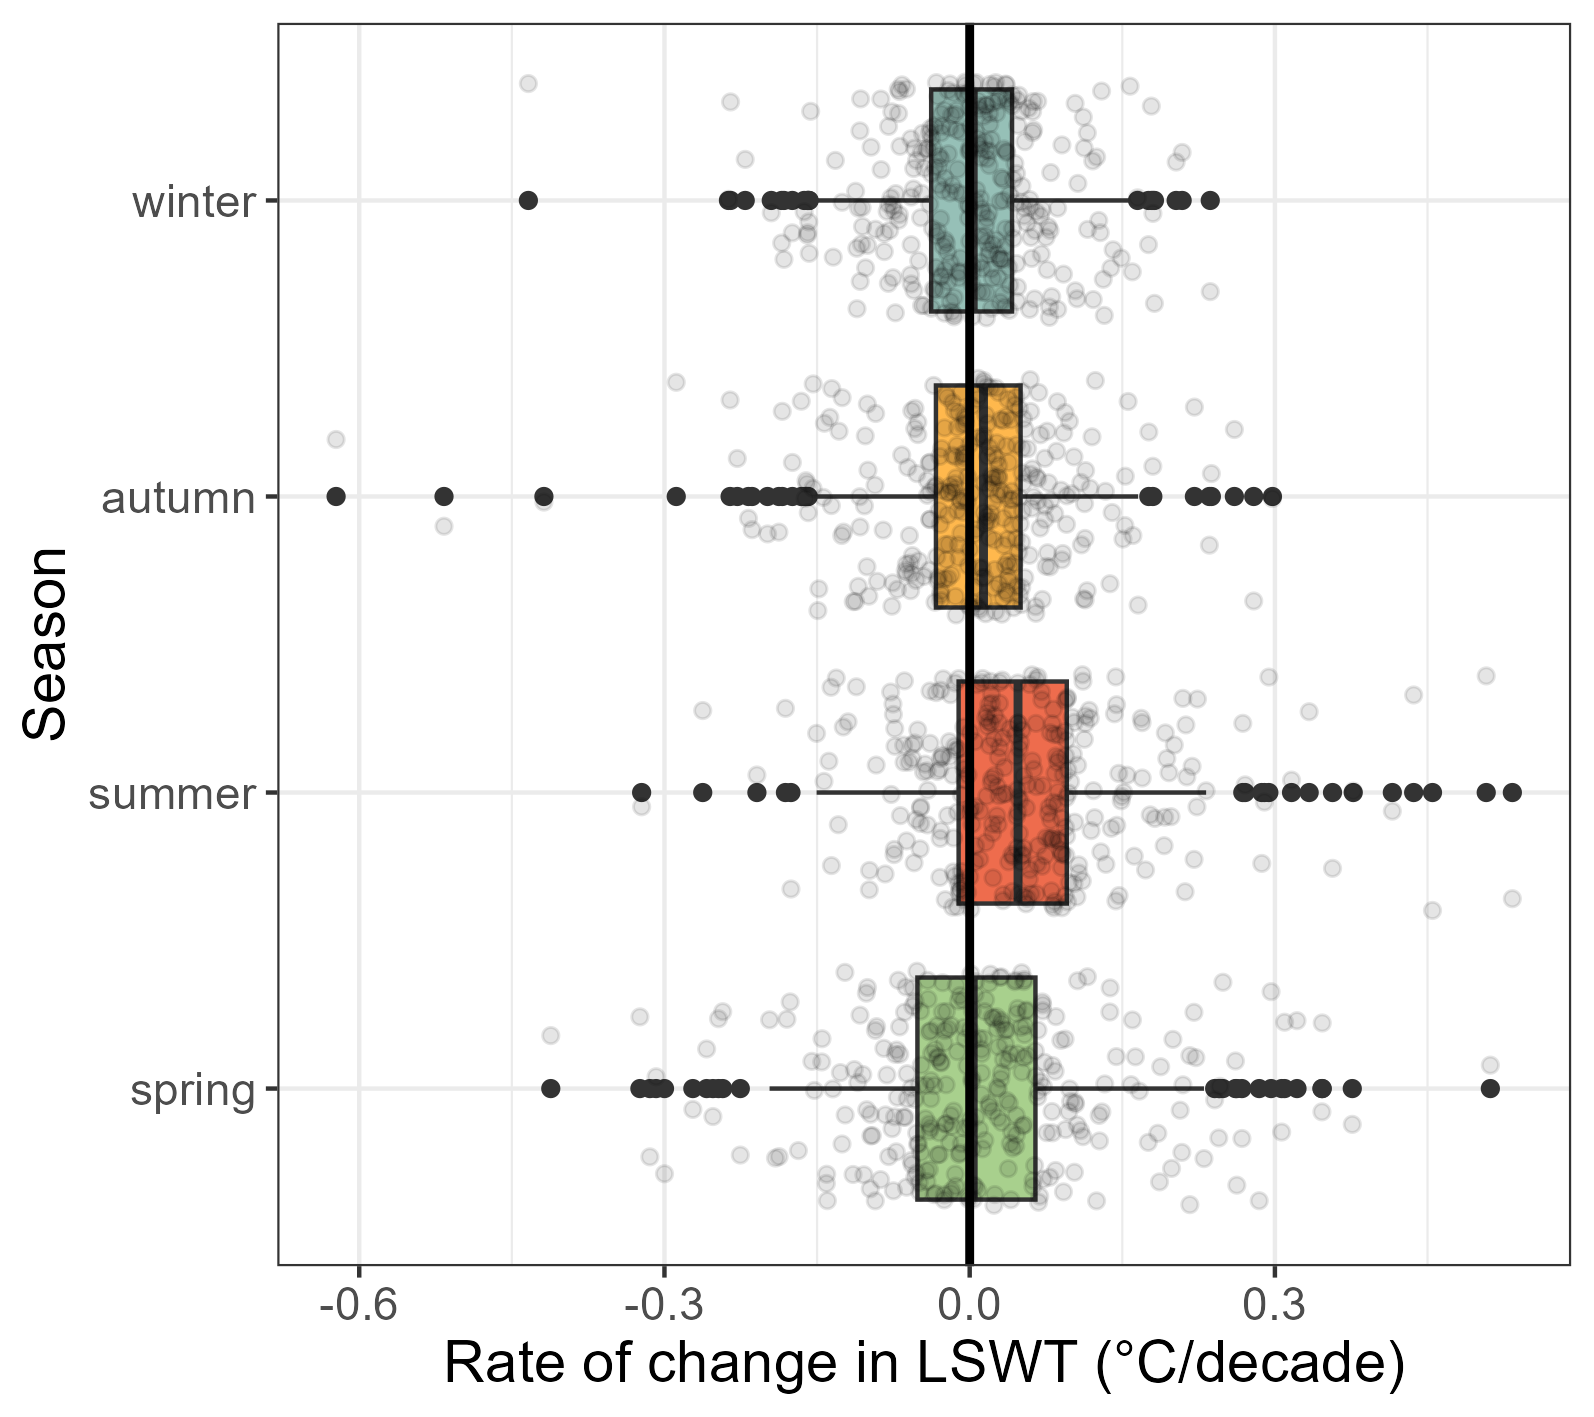 Season
winter
autumn
summer
spring
-0.6 -0.3 0.0 0.3
Rate of change in LSWT (°C/decade)